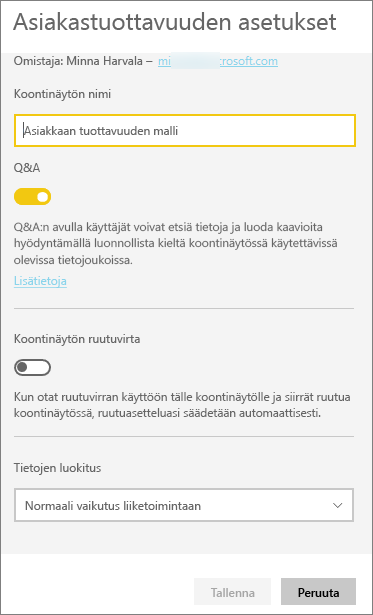 Asiakastuottavuuden asetukset
Omistaja: Minna Harvala – mi rosoft.com
Koontinäytön nimi
Asiakkaan tuottavuuden malli
Q&A
Q&A:n avulla käyttäjät voivat etsiä tietoja ja luoda kaavioita
hyödyntämällä luonnollista kieltä koontinäytössä käytettävissä
olevissa tietojoukoissa.
Lisätietoja
Koontinäytön ruutuvirta
Kun otat ruutuvirran käyttöön tälle koontinäytölle ja siirrät ruutua
koontinäytössä, ruutuasetteluasi säädetään automaattisesti.
Tietojen luokitus
Normaali vaikutus liiketoimintaan
Tallenna
Peruuta